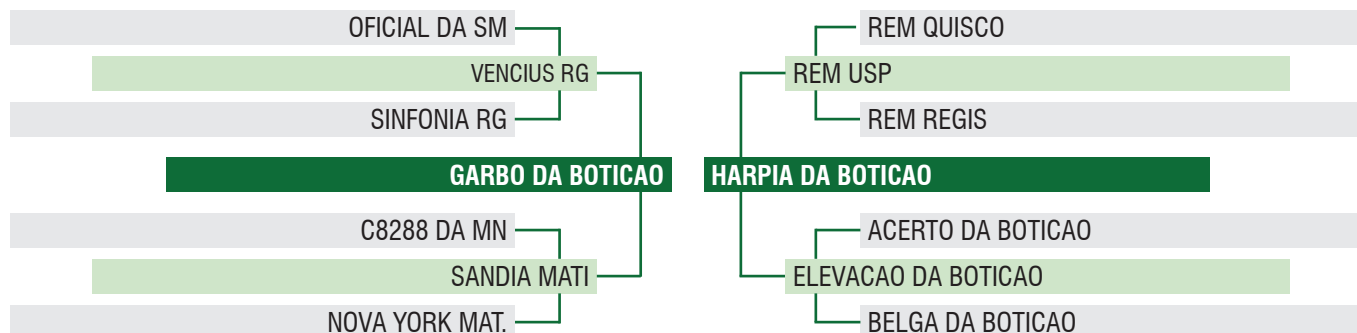 OFICIAL DA SM
REM QUISCO
VENCIUS RG
REM USP
SINFONIA RG
REM REGIS
GARBO DA BOTICAO
HARPIA DA BOTICAO
C8288 DA MN
ACERTO DA BOTICAO
SANDIA MATI
ELEVACAO DA BOTICAO
NOVA YORK MAT.
BELGA DA BOTICAO